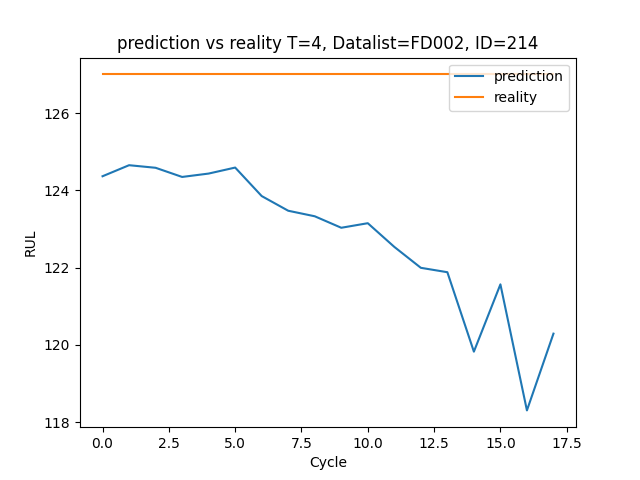 prediction vs reality T=4, Datalist=FD002, ID=214
prediction
reality
126
124
122
120
118
RUL
0.0 2.5 5.0 7.5 10.0 12.5 15.0 17.5
Cycle